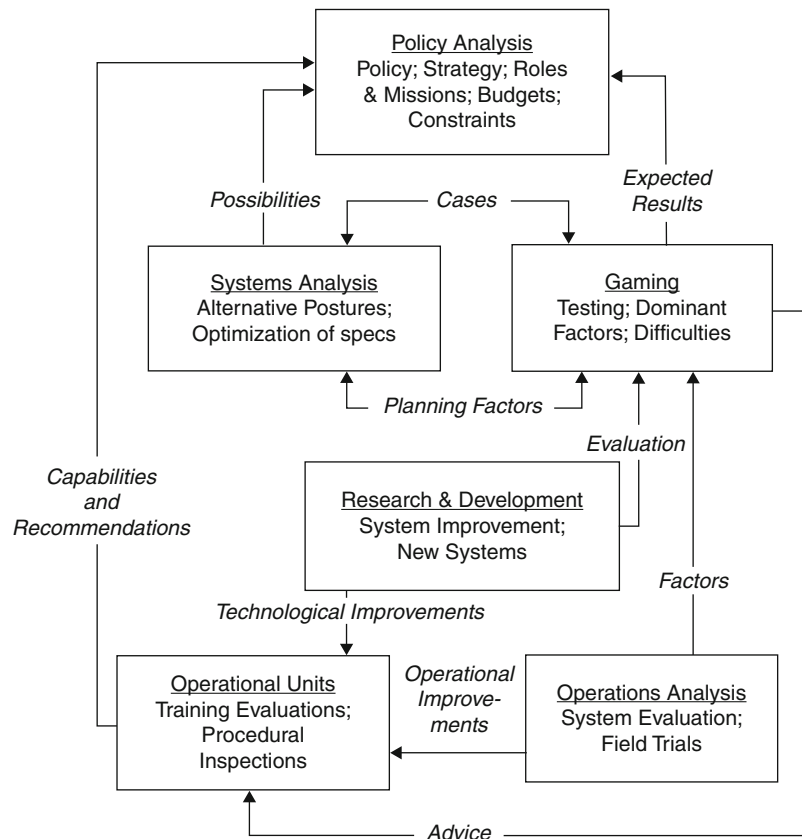 Policy Analysis
Policy; Strategy; Roles
& Missions; Budgets;
Constraints
Possibilities
Cases
Expected
Results
Systems Analysis
Alternative Postures;
Optimization of specs
Gaming
Testing; Dominant
Factors; Difficulties
Planning Factors
Evaluation
Capabilities
and
Recommendations
Research & Development
System Improvement;
New Systems
Factors
Technological Improvements
Operational Units
Training Evaluations;
Procedural
Inspections
Operational
Improve-
ments
Operations Analysis
System Evaluation;
Field Trials
Advice